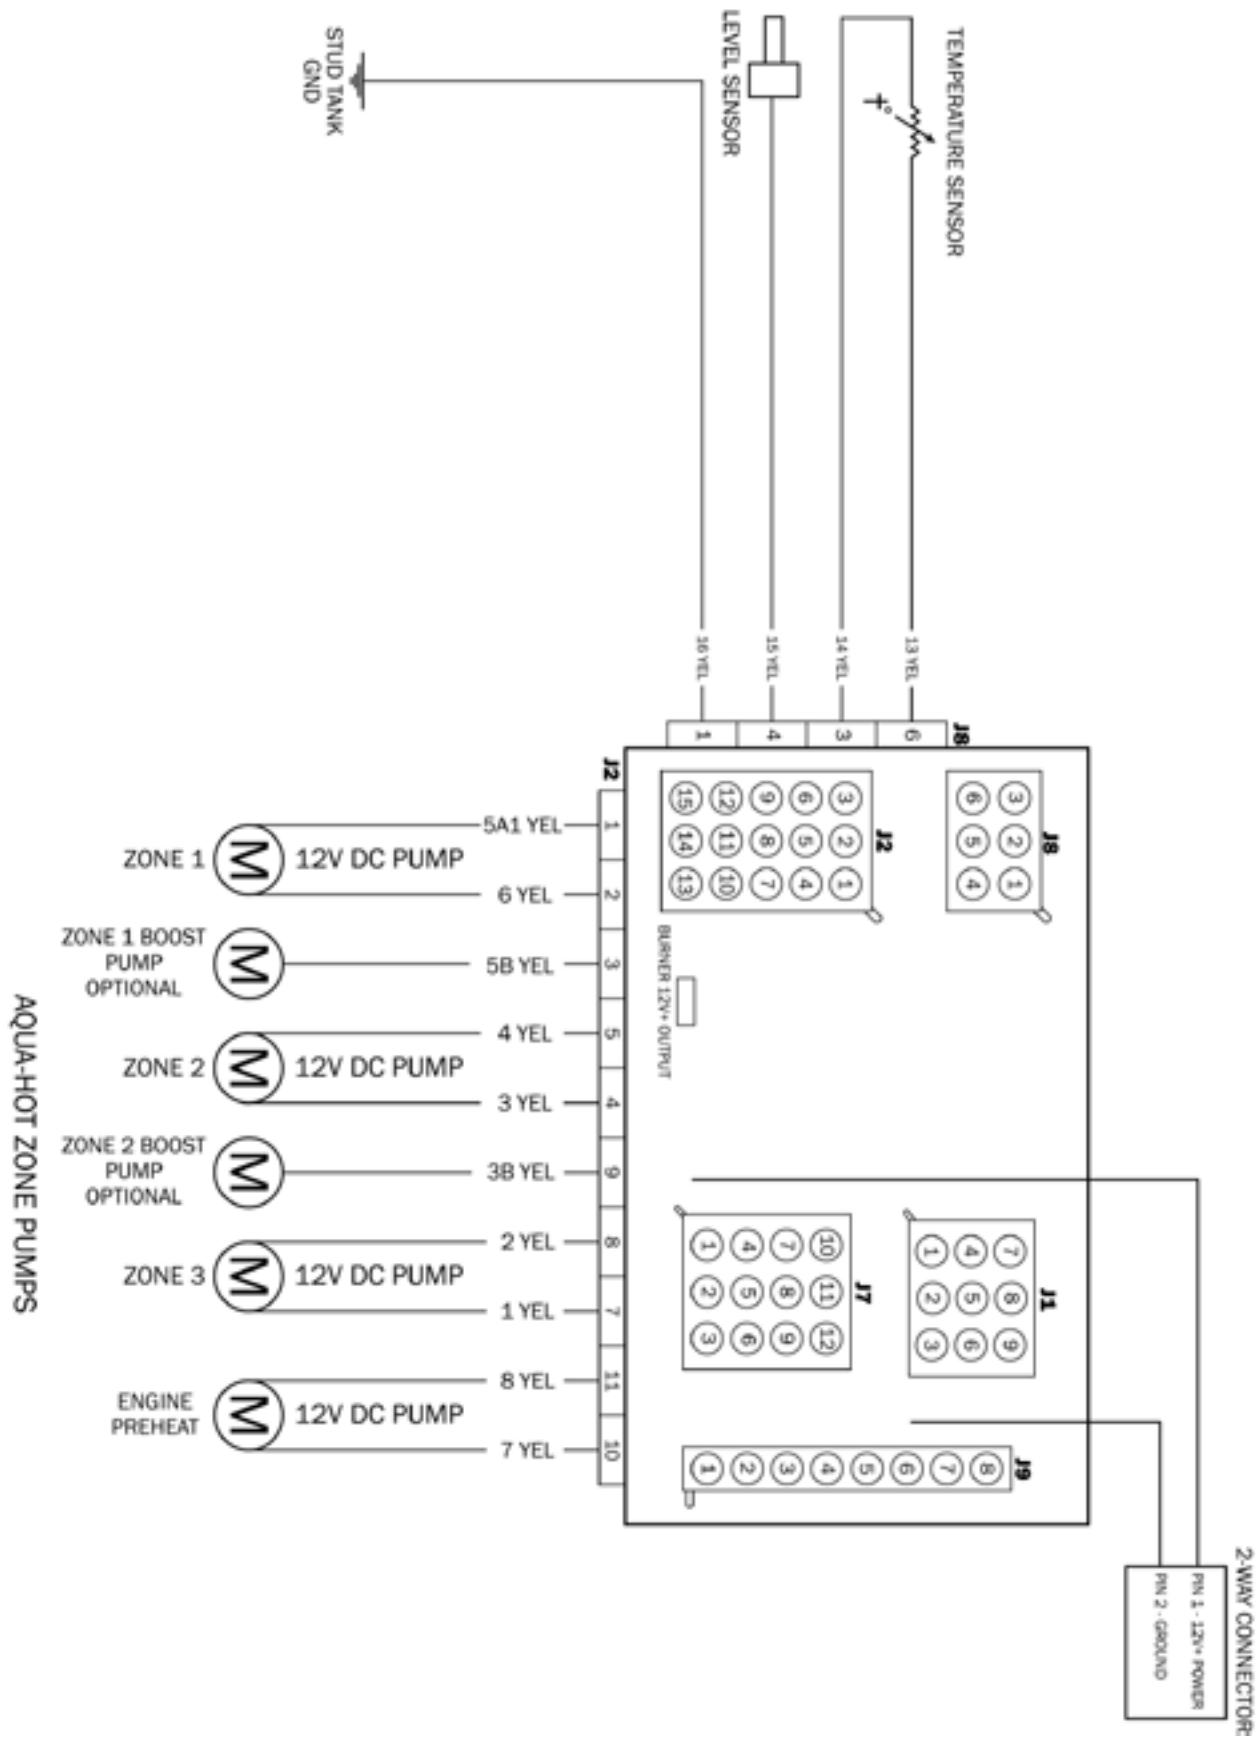 STUD TANK
GND
LEVEL SENSOR
TEMPERATURE SENSOR
16 YEL
15 YEL
14 YEL
13 YEL
1
4
3
6
J8
J2
15
12
9
6
3
14
11
8
5
2
13
10
7
4
1
J2
6
3
5
2
4
1
J8
BURNER 12V+ OUTPUT
ZONE 1
M
12V DC PUMP
5A1 YEL
1
6 YEL
2
ZONE 1 BOOST
PUMP
OPTIONAL
M
5B YEL
3
ZONE 2
M
12V DC PUMP
4 YEL
5
3 YEL
4
ZONE 2 BOOST
PUMP
OPTIONAL
M
3B YEL
9
ZONE 3
M
12V DC PUMP
2 YEL
8
1 YEL
7
ENGINE
PREHEAT
M
12V DC PUMP
8 YEL
11
7 YEL
10
AQUA-HOT ZONE PUMPS
1
4
7
10
2
5
8
11
3
6
9
12
J7
1
4
7
2
5
8
3
6
9
J1
1
2
3
4
5
6
7
8
J9
2-WAY CONNECTOR:
PIN 1 - 12V+ POWER
PIN 2 - GROUND